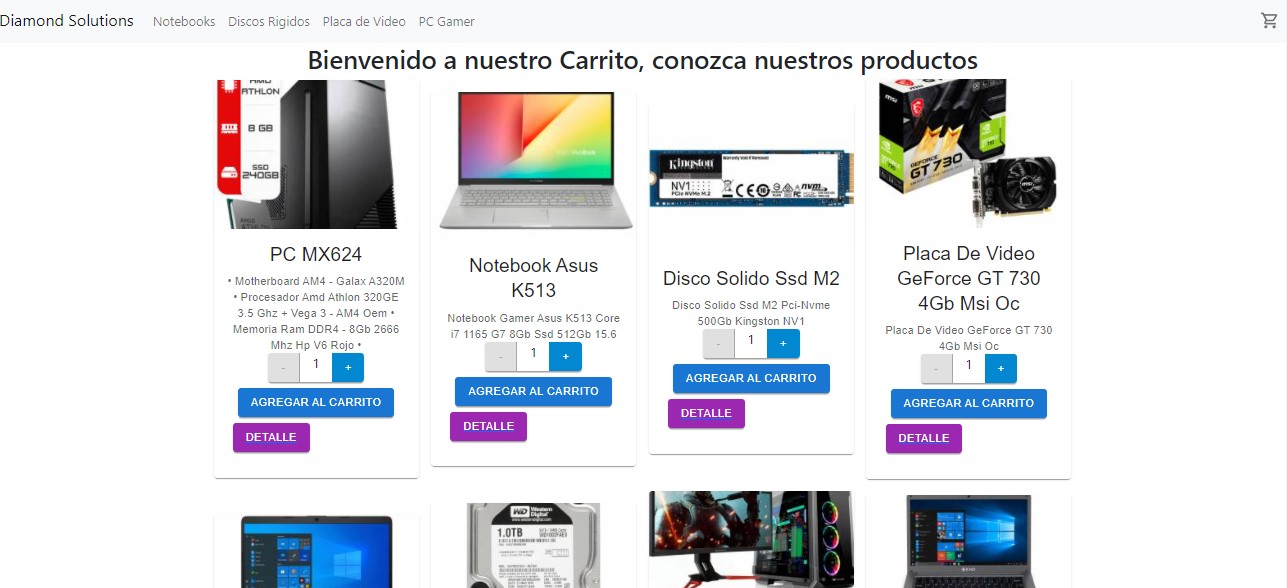 Diamond Solutions Notebooks Discos Rigidos Placa de Video PC Gamer
Bienvenido a nuestro Carrito, conozca nuestros productos
AMD
ATHLON
8 GB
SSD
240GB
PC MX624
• Motherboard AM4 - Galax A320M
• Procesador Amd Athlon 320GE
3.5 Ghz + Vega 3 - AM4 Oem •
Memoria Ram DDR4 - 8Gb 2666
Mhz Hp V6 Rojo •
- 1 +
AGREGAR AL CARRITO
DETALLE
Notebook Asus
K513
Notebook Gamer Asus K513 Core
i7 1165 G7 8Gb Ssd 512Gb 15.6
- 1 +
AGREGAR AL CARRITO
DETALLE
Kingston
NV1
PCIe NVMe M.2
nvm
Disco Solido Ssd M2
Disco Solido Ssd M2 Pci-Nvme
500Gb Kingston NV1
- 1 +
AGREGAR AL CARRITO
DETALLE
msi
GEFORCE
GT 730
Placa De Video
GeForce GT 730
4Gb Msi Oc
Placa De Video GeForce GT 730
4Gb Msi Oc
- 1 +
AGREGAR AL CARRITO
DETALLE
WD Western
Digital
1.0TB